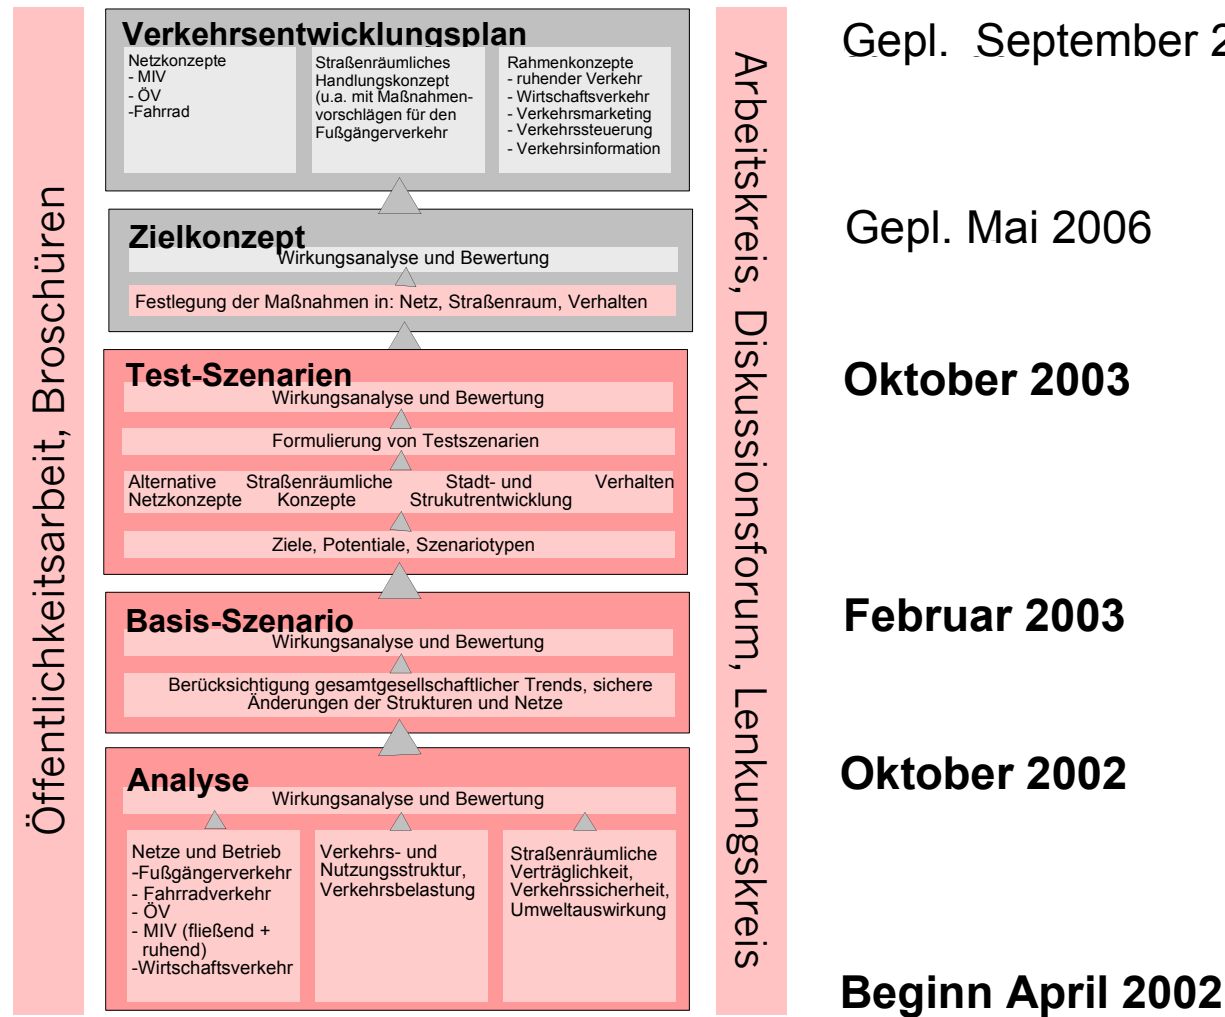 Öffentlichkeitsarbeit, Broschüren
Verkehrsentwicklungsplan
Netzkonzepte
- MIV
- ÖV
-Fahrrad
Straßenräumliches
Handlungskonzept
(u.a. mit Maßnahmen-
vorschlägen für den
Fußgängerverkehr
Rahmenkonzepte
- ruhender Verkehr
- Wirtschaftsverkehr
- Verkehrsmarketing
- Verkehrssteuerung
- Verkehrsinformation
Zielkonzept
Wirkungsanalyse und Bewertung
Festlegung der Maßnahmen in: Netz, Straßenraum, Verhalten
Test-Szenarien
Wirkungsanalyse und Bewertung
Formulierung von Testszenarien
Alternative Straßenräumliche Stadt- und Verhalten
Netzkonzepte Konzepte Strukutrentwicklung
Ziele, Potentiale, Szenariotypen
Basis-Szenario
Wirkungsanalyse und Bewertung
Berücksichtigung gesamtgesellschaftlicher Trends, sichere
Änderungen der Strukturen und Netze
Analyse
Wirkungsanalyse und Bewertung
Netze und Betrieb
-Fußgängerverkehr
- Fahrradverkehr
- ÖV
- MIV (fließend +
ruhend)
-Wirtschaftsverkehr
Verkehrs- und
Nutzungsstruktur,
Verkehrsbelastung
Straßenräumliche
Verträglichkeit,
Verkehrssicherheit,
Umweltauswirkung
Arbeitskreis, Diskussionsforum, Lenkungskreis
Gepl. September
Gepl. Mai 2006
Oktober 2003
Februar 2003
Oktober 2002
Beginn April 2002